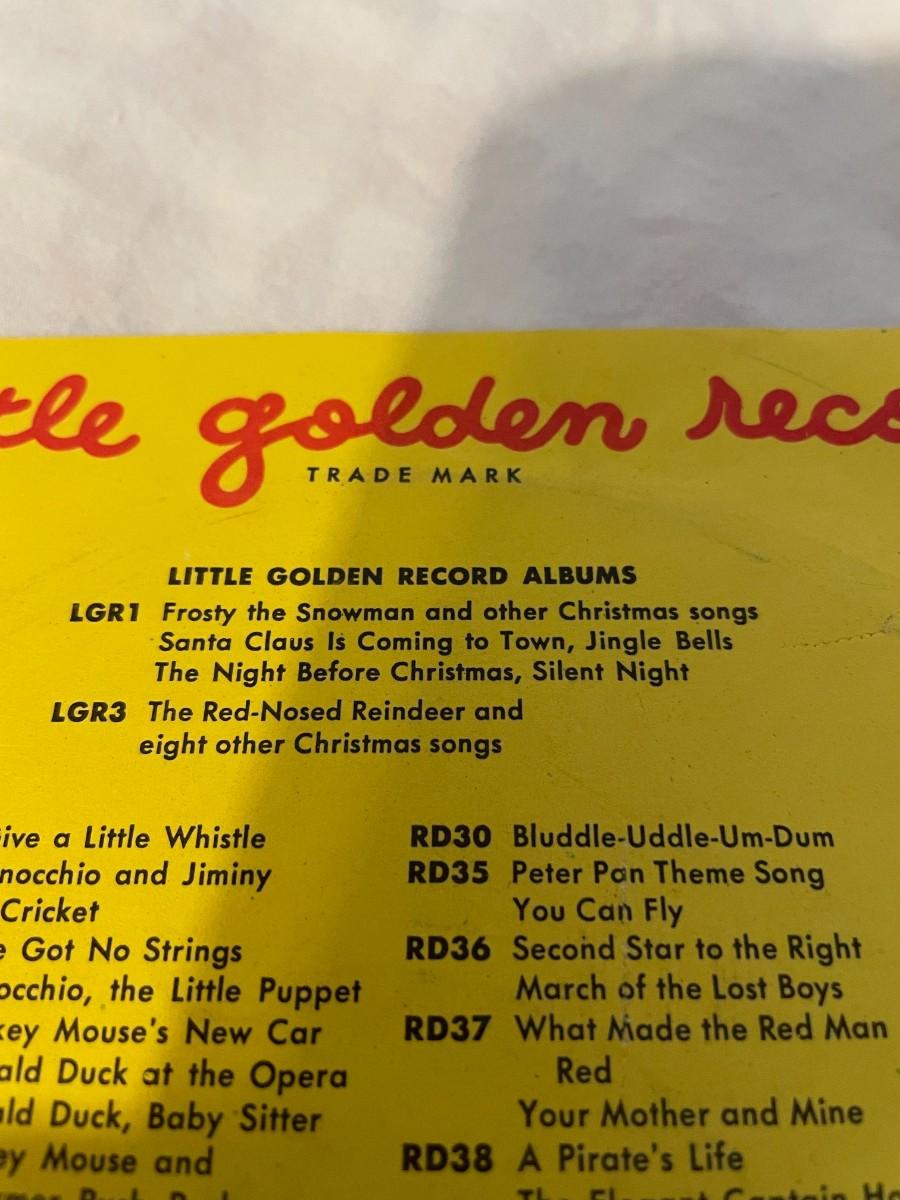 golden
TRADE MARK
LITTLE GOLDEN RECORD ALBUMS
LGR1 Frosty the Snowman and other Christmas songs
Santa Claus Is Coming to Town, Jingle Bells
The Night Before Christmas, Silent Night
LGR3 The Red-Nosed Reindeer and
eight other Christmas songs
ive a Little Whistle
nocchio and Jiminy
Cricket
e Got No Strings
occhio, the Little Puppet
key Mouse's New Car
ald Duck at the Opera
ald Duck, Baby Sitter
ey Mouse and
RD30 Bluddle-Uddle-Um-Dum
RD35 Peter Pan Theme Song
You Can Fly
RD36 Second Star to the Right
March of the Lost Boys
RD37 What Made the Red Man
Red
Your Mother and Mine
RD38 A Pirate's Life
The Elegant Captain